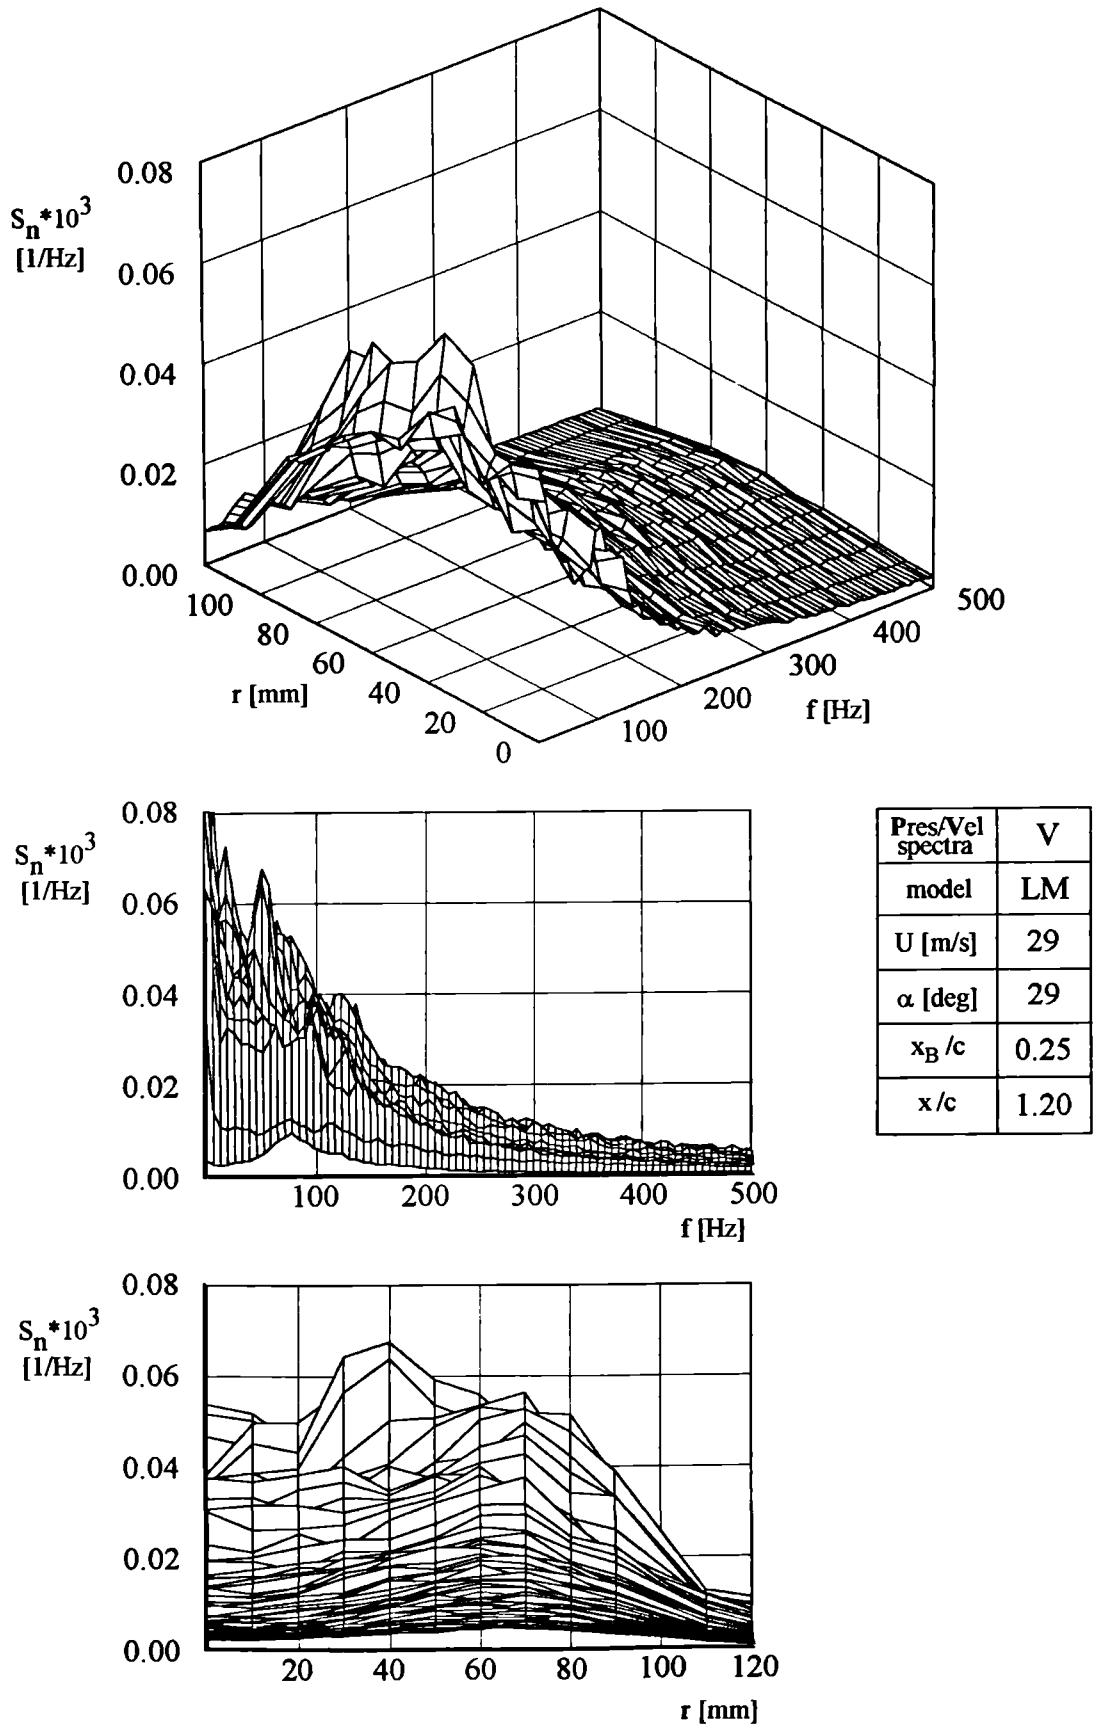 0.08
S_n*10^3
[1/Hz]
0.06
0.04
0.02
0.00
100
80
60
40
20
0
r [mm]
100
200
300
400
500
f [Hz]
0.08
S_n*10^3
[1/Hz]
0.06
0.04
0.02
0.00
100 200 300 400 500
f [Hz]
Pres/Vel spectra V
model LM
U [m/s] 29
α [deg] 29
x_B /c 0.25
x /c 1.20
0.08
S_n*10^3
[1/Hz]
0.06
0.04
0.02
0.00
20 40 60 80 100 120
r [mm]